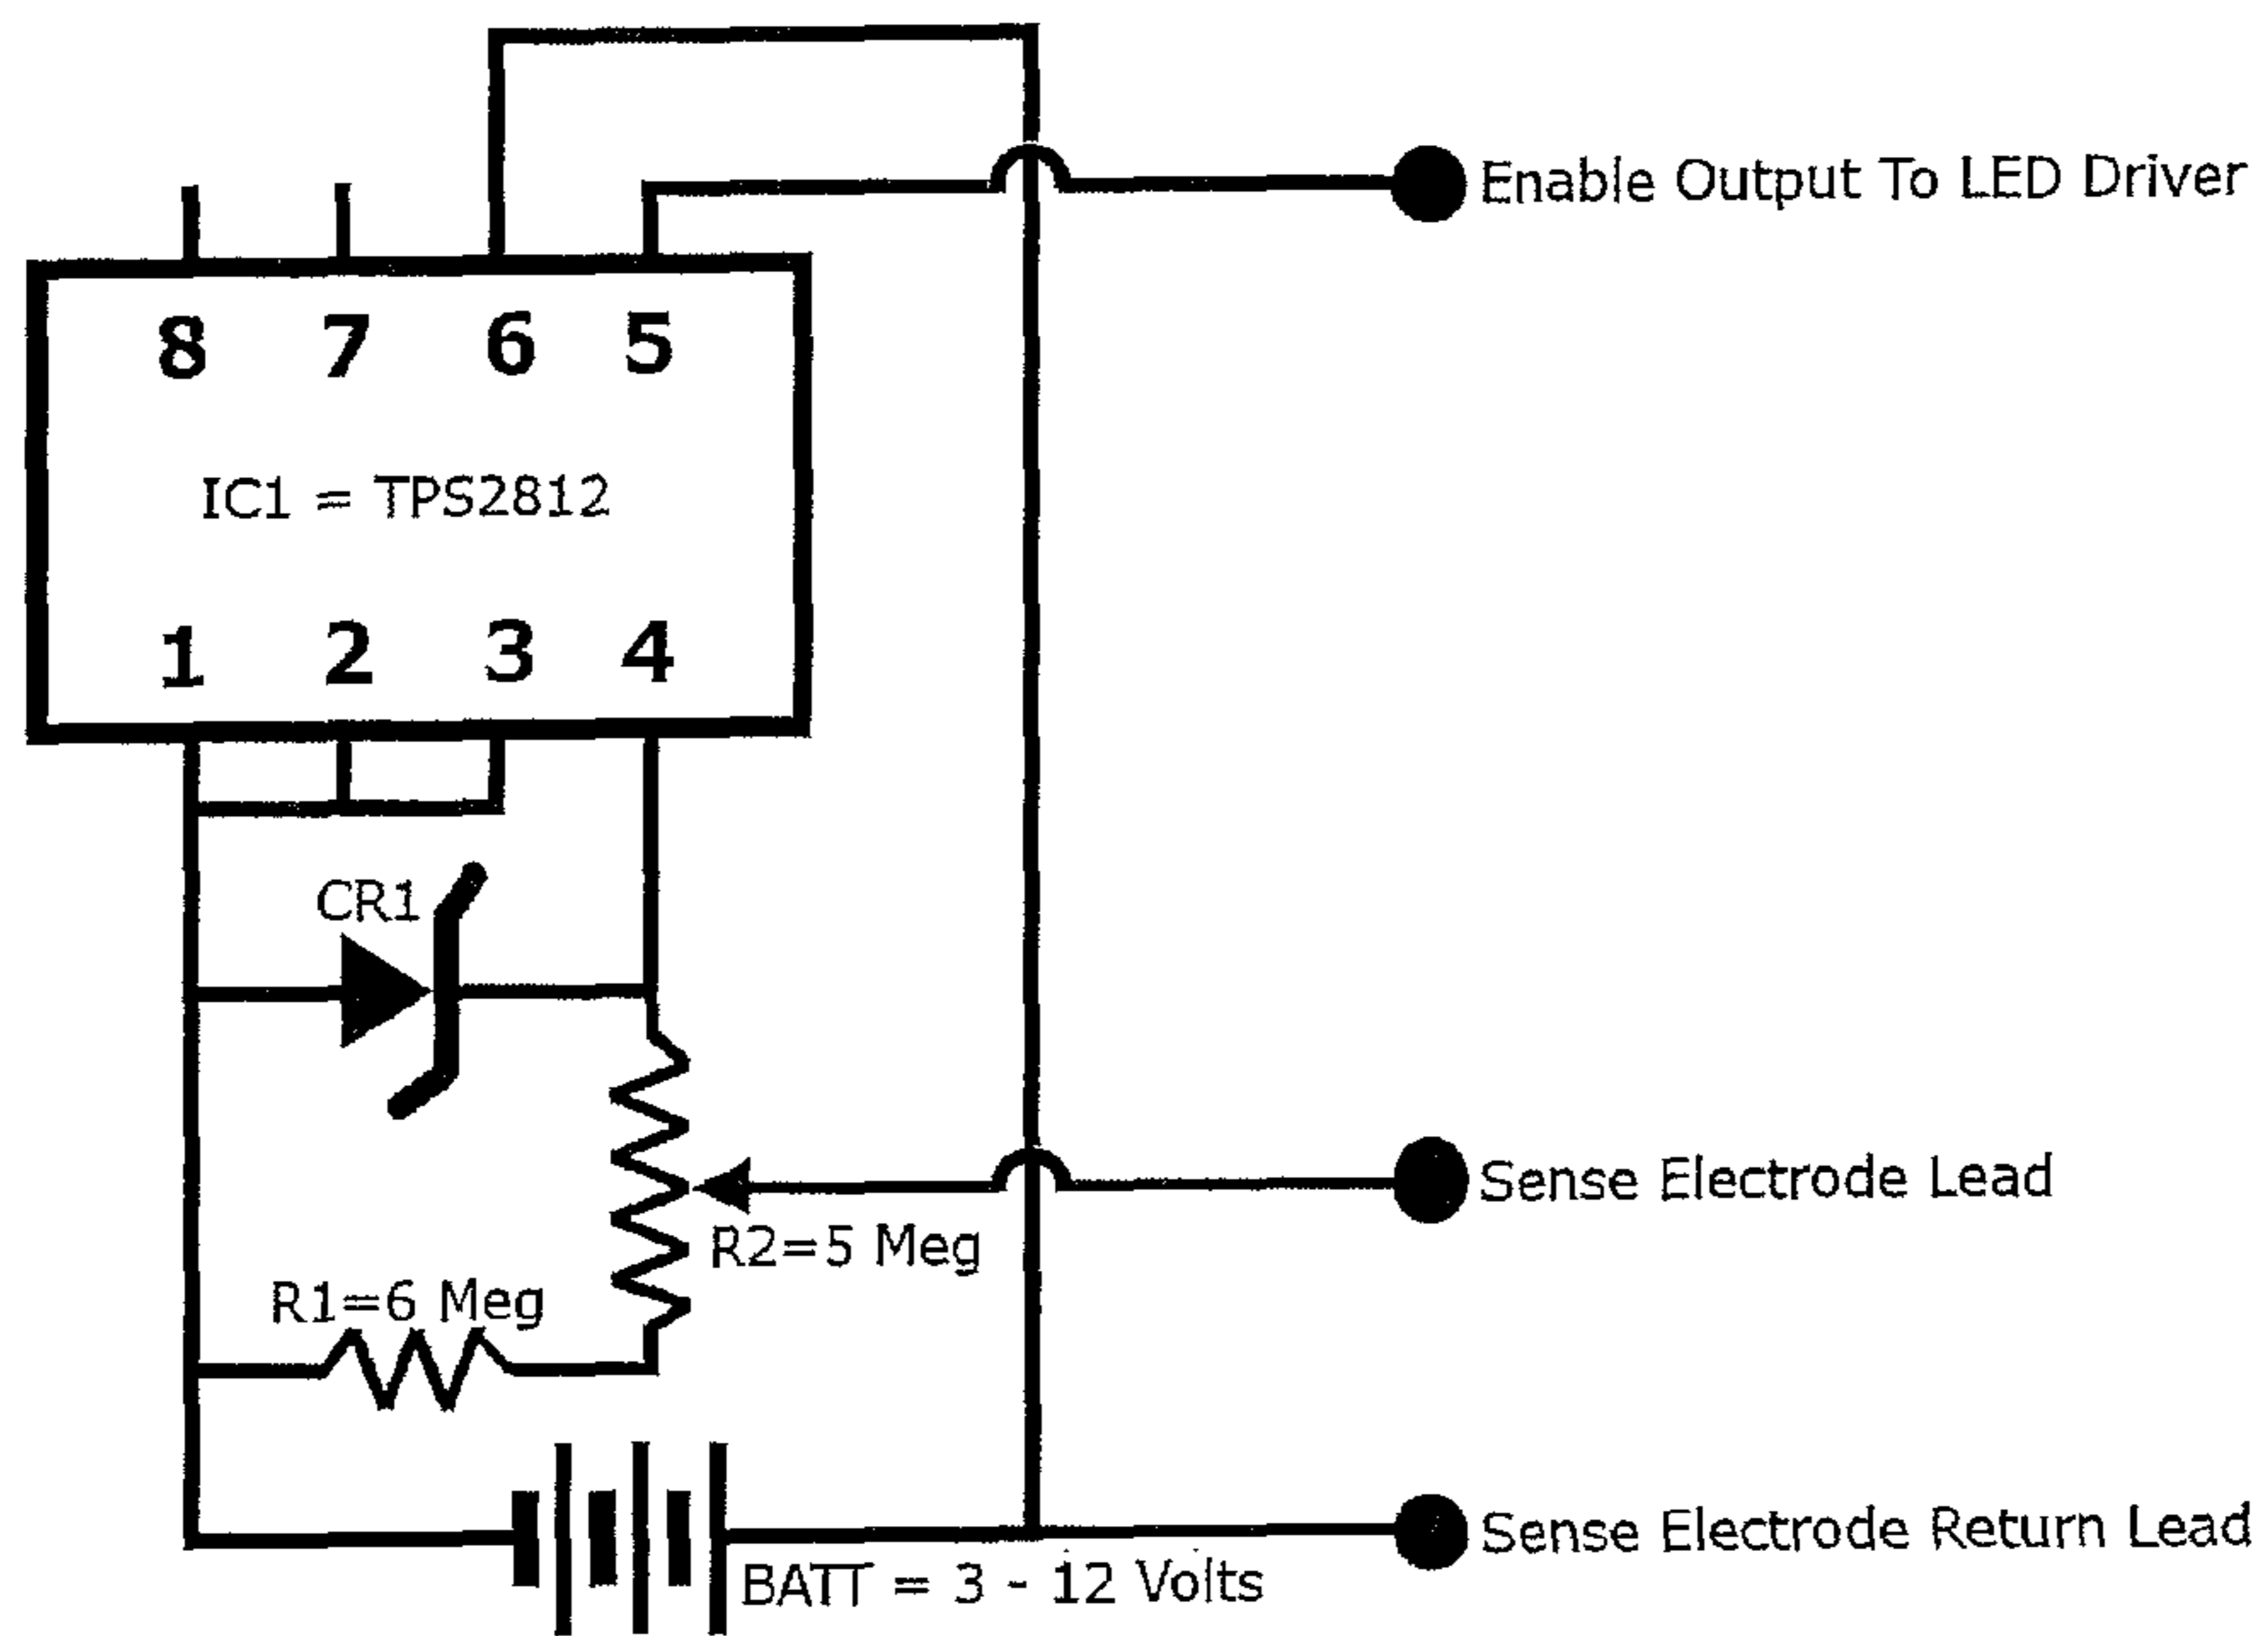 Enable Output To LED Driver
8 7 6 5
IC1 = TPS2812
1 2 3 4
CR1
Sense Electrode Lead
R2=5 Meg
R1=6 Meg
Sense Electrode Return Lead
BATT = 3 - 12 Volts